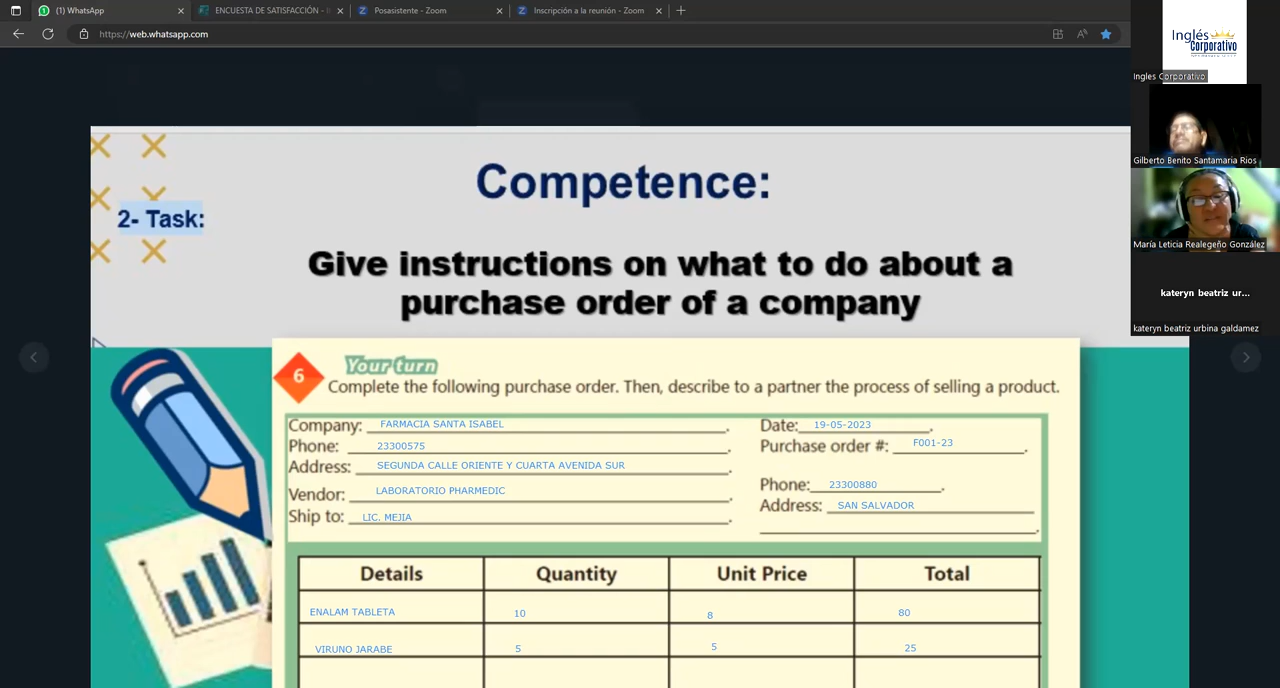 (1) WhatsApp
ENCUESTA DE SATISFACCIÓN -
Posasistente - Zoom
Inscripción a la reunión - Zoom
https://web.whatsapp.com
Inglés
Corporativo
Ingles Corporativo
Gilberto Benito Santamaria Rios
María Leticia Realegeño González
kateryn beatriz ur...
kateryn beatriz urbina galdamez
Competence:
2- Task:
Give instructions on what to do about a
purchase order of a company
6
Your turn
Complete the following purchase order. Then, describe to a partner the process of selling a product.
Company: FARMACIA SANTA ISABEL.
Date: 19-05-2023.
Phone: 23300575.
Purchase order #: F001-23.
Address: SEGUNDA CALLE ORIENTE Y CUARTA AVENIDA SUR.
Vendor: LABORATORIO PHARMEDIC.
Phone: 23300880.
Ship to: LIC. MEJIA.
Address: SAN SALVADOR
Details Quantity Unit Price Total
ENALAM TABLETA 10 8 80
VIRUNO JARABE 5 5 25